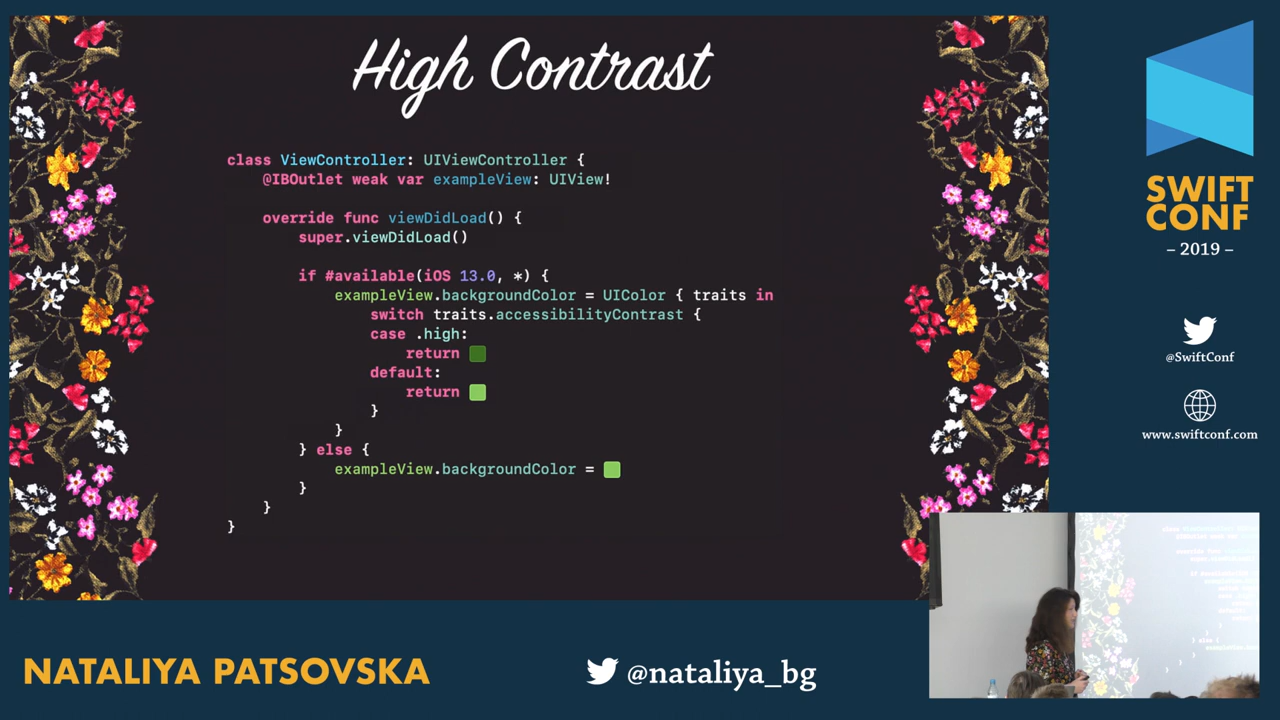 High Contrast
class ViewController: UIViewController {
@IBOutlet weak var exampleView: UIView!
override func viewDidLoad() {
super.viewDidLoad()
if #available(iOS 13.0, *) {
exampleView.backgroundColor = UIColor { traits in
switch traits.accessibilityContrast {
case .high:
return
default:
return
}
}
} else {
exampleView.backgroundColor =
}
}
}
SWIFT
CONF
– 2019 –
@SwiftConf
www.swiftconf.com
NATALIYA PATSOVSKA
@nataliya_bg